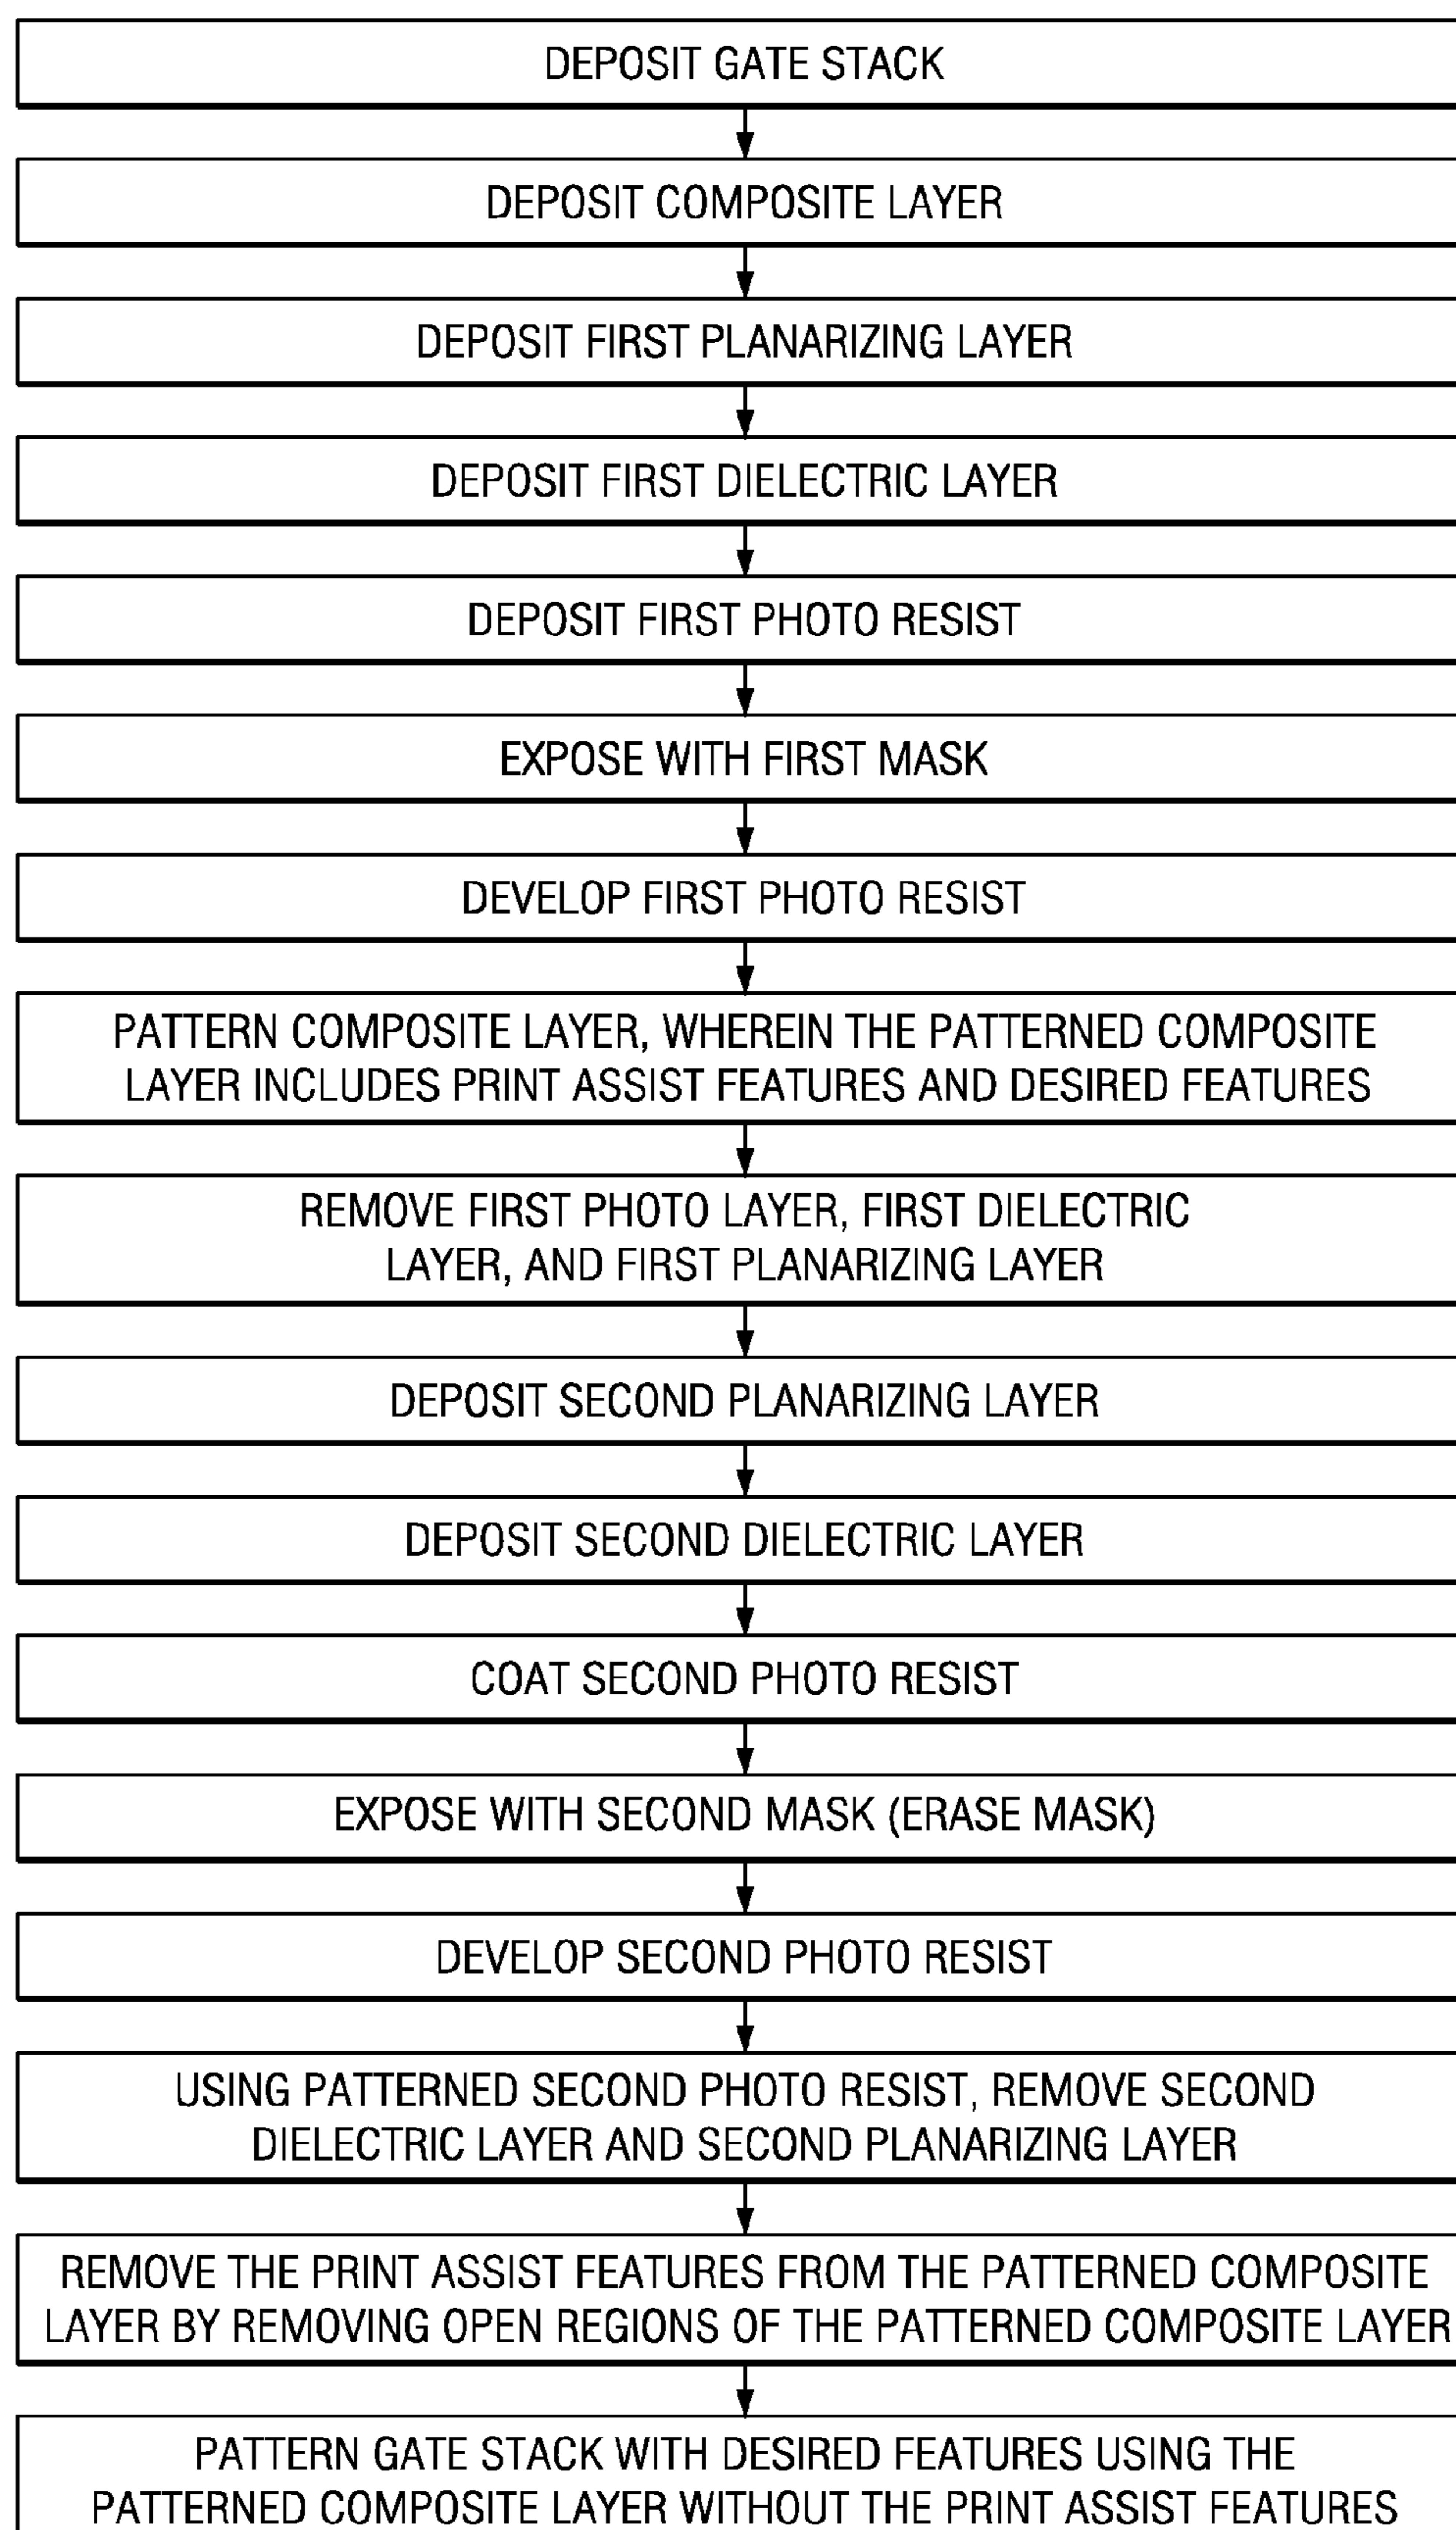 DEPOSIT GATE STACK
DEPOSIT COMPOSITE LAYER
DEPOSIT FIRST PLANARIZING LAYER
DEPOSIT FIRST DIELECTRIC LAYER
DEPOSIT FIRST PHOTO RESIST
EXPOSE WITH FIRST MASK
DEVELOP FIRST PHOTO RESIST
PATTERN COMPOSITE LAYER, WHEREIN THE PATTERNED COMPOSITE
LAYER INCLUDES PRINT ASSIST FEATURES AND DESIRED FEATURES
REMOVE FIRST PHOTO LAYER, FIRST DIELECTRIC
LAYER, AND FIRST PLANARIZING LAYER
DEPOSIT SECOND PLANARIZING LAYER
DEPOSIT SECOND DIELECTRIC LAYER
COAT SECOND PHOTO RESIST
EXPOSE WITH SECOND MASK (ERASE MASK)
DEVELOP SECOND PHOTO RESIST
USING PATTERNED SECOND PHOTO RESIST, REMOVE SECOND
DIELECTRIC LAYER AND SECOND PLANARIZING LAYER
REMOVE THE PRINT ASSIST FEATURES FROM THE PATTERNED COMPOSITE
LAYER BY REMOVING OPEN REGIONS OF THE PATTERNED COMPOSITE LAYER
PATTERN GATE STACK WITH DESIRED FEATURES USING THE
PATTERNED COMPOSITE LAYER WITHOUT THE PRINT ASSIST FEATURES